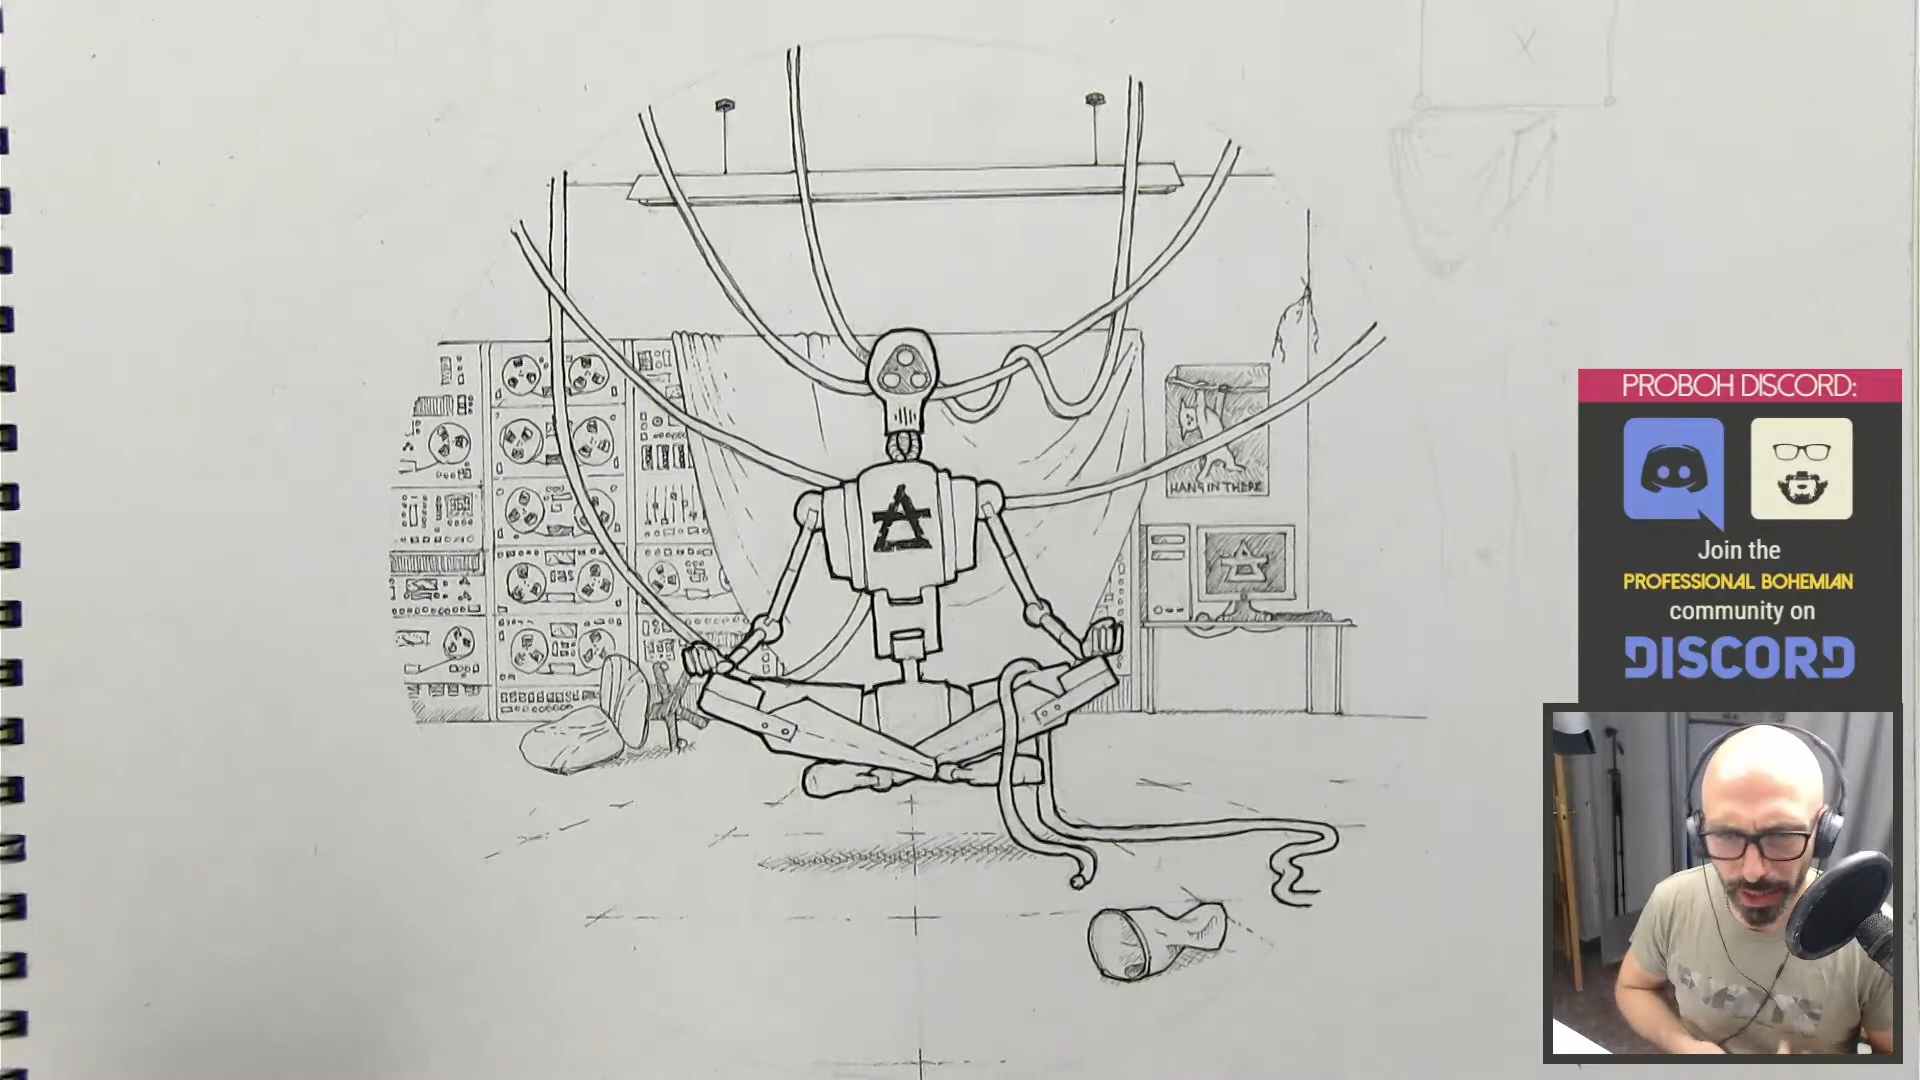 HANG IN THERE
PROBOH DISCORD:
Join the
PROFESSIONAL BOHEMIAN
community on
DISCORD